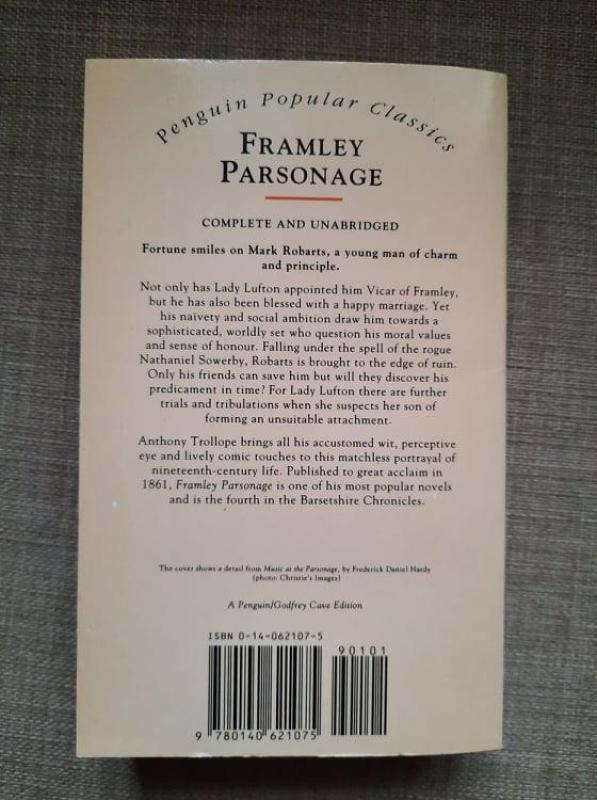 Penguin Popular Classics
FRAMLEY
PARSONAGE
COMPLETE AND UNABRIDGED
Fortune smiles on Mark Robarts, a young man of charm
and principle.
Not only has Lady Lufton appointed him Vicar of Framley,
but he has also been blessed with a happy marriage. Yet
his naïvety and social ambition draw him towards a
sophisticated, worldly set who question his moral values
and sense of honour. Falling under the spell of the rogue
Nathaniel Sowerby, Robarts is brought to the edge of ruin.
Only his friends can save him but will they discover his
predicament in time? For Lady Lufton there are further
trials and tribulations when she suspects her son of
forming an unsuitable attachment.
Anthony Trollope brings all his accustomed wit, perceptive
eye and lively comic touches to this matchless portrayal of
nineteenth-century life. Published to great acclaim in
1861, Framley Parsonage is one of his most popular novels
and is the fourth in the Barsetshire Chronicles.
The cover shows a detail from Music at the Parsonage, by Frederick Daniel Hardy
(photo: Christie's Images)
A Penguin/Godfrey Cave Edition
ISBN 0-14-062107-5
90101
9 780140 621075